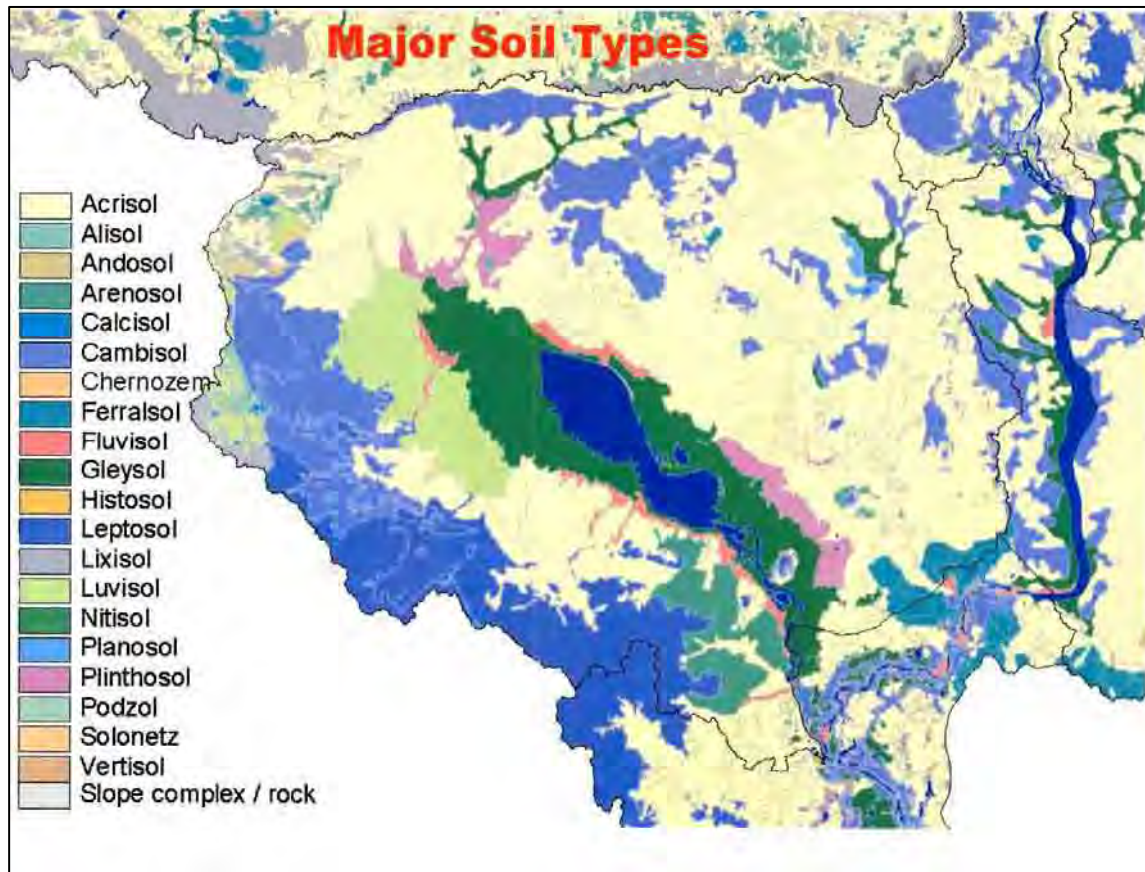 Major Soil Types
Acrisol
Alisol
Andosol
Arenosol
Calcisol
Cambisol
Chernozem
Ferralsol
Fluvisol
Gleysol
Histosol
Leptosol
Lixisol
Luvisol
Nitisol
Planosol
Plinthosol
Podzol
Solonetz
Vertisol
Slope complex / rock